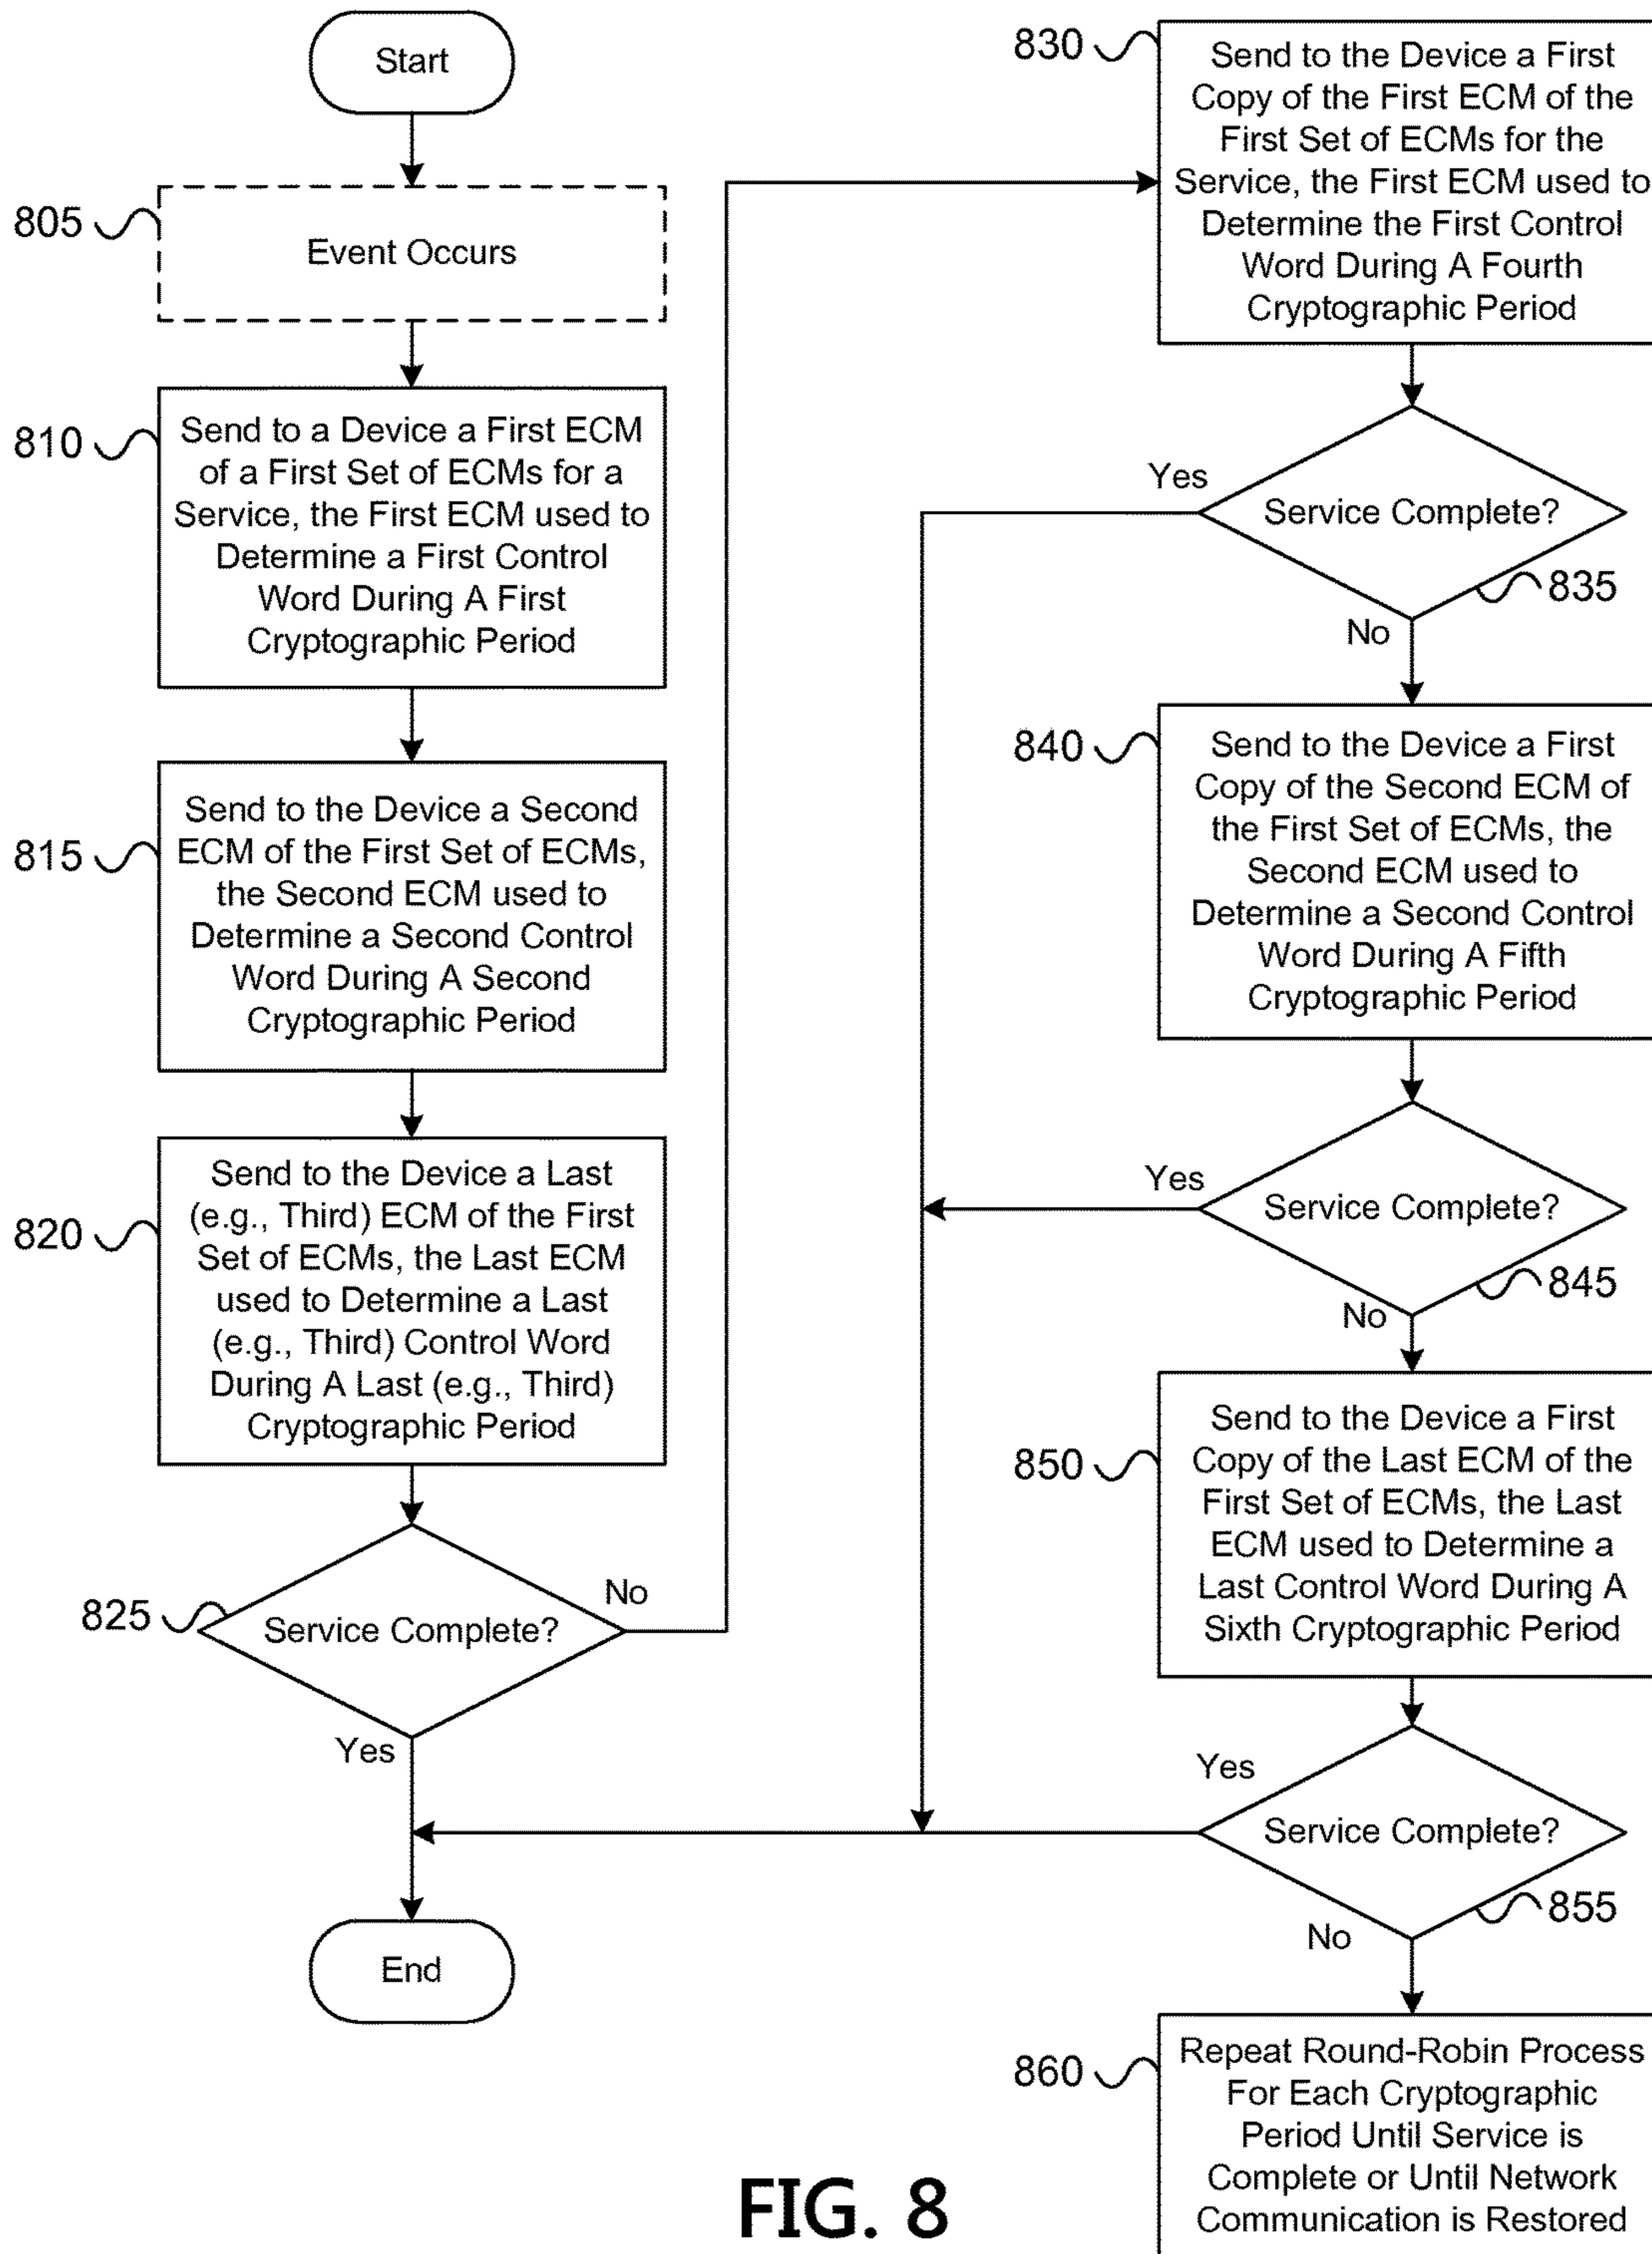 Start
805
Event Occurs
810
Send to a Device a First ECM
of a First Set of ECMs for a
Service, the First ECM used to
Determine a First Control
Word During A First
Cryptographic Period
815
Send to the Device a Second
ECM of the First Set of ECMs,
the Second ECM used to
Determine a Second Control
Word During A Second
Cryptographic Period
820
Send to the Device a Last
(e.g., Third) ECM of the First
Set of ECMs, the Last ECM
used to Determine a Last
(e.g., Third) Control Word
During A Last (e.g., Third)
Cryptographic Period
825
Service Complete?
No
Yes
End
830
Send to the Device a First
Copy of the First ECM of the
First Set of ECMs for the
Service, the First ECM used to
Determine the First Control
Word During A Fourth
Cryptographic Period
Yes
Service Complete?
835
No
840
Send to the Device a First
Copy of the Second ECM of
the First Set of ECMs, the
Second ECM used to
Determine a Second Control
Word During A Fifth
Cryptographic Period
Yes
Service Complete?
845
No
850
Send to the Device a First
Copy of the Last ECM of the
First Set of ECMs, the Last
ECM used to Determine a
Last Control Word During A
Sixth Cryptographic Period
Yes
Service Complete?
855
No
860
Repeat Round-Robin Process
For Each Cryptographic
Period Until Service is
Complete or Until Network
Communication is Restored
FIG. 8